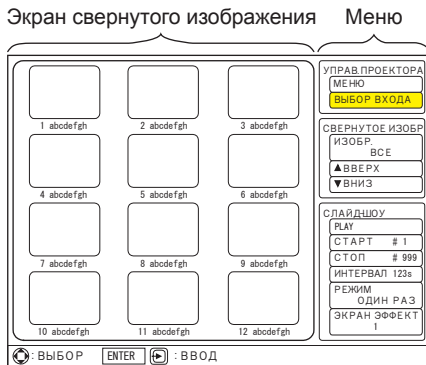 Экран свернутого изображения Меню
1 abcdefgh 2 abcdefgh 3 abcdefgh
4 abcdefgh 5 abcdefgh 6 abcdefgh
7 abcdefgh 8 abcdefgh 9 abcdefgh
10 abcdefgh 11 abcdefgh 12 abcdefgh
УПРАВ.ПРОЕКТОРА
МЕНЮ
ВЫБОР ВХОДА
СВЕРНУТОЕ ИЗОБР
ИЗОБР.
ВСЕ
▲ВВЕРХ
▼ВНИЗ
СЛАЙД-ШОУ
PLAY
СТАРТ # 1
СТОП # 999
ИНТЕРВАЛ 123s
РЕЖИМ
ОДИН РАЗ
ЭКРАН ЭФФЕКТ
1
: ВЫБОР ENTER : ВВОД